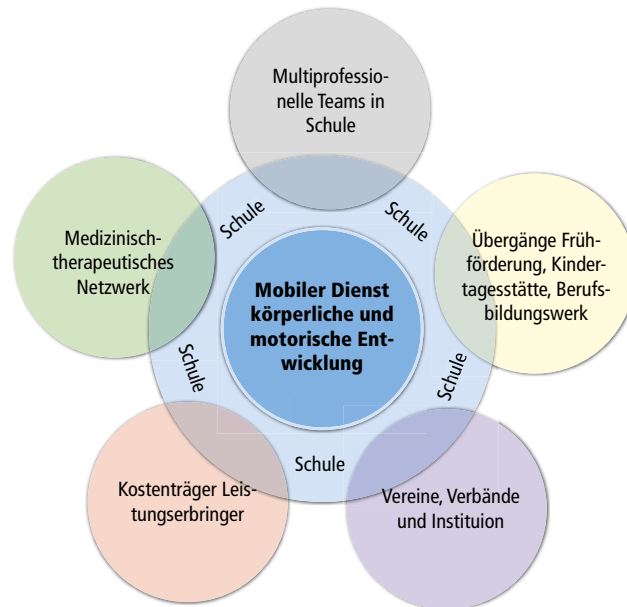 Multiprofessio-
nelle Teams in
Schule
Schule
Schule
Medizinisch-
therapeutisches
Netzwerk
Übergänge Früh-
förderung, Kinder-
tagesstätte, Berufs-
bildungswerk
Mobiler Dienst
körperliche und
motorische Ent-
wicklung
Schule
Schule
Schule
Kostenträger Leis-
tungserbringer
Vereine, Verbände
und Instituion